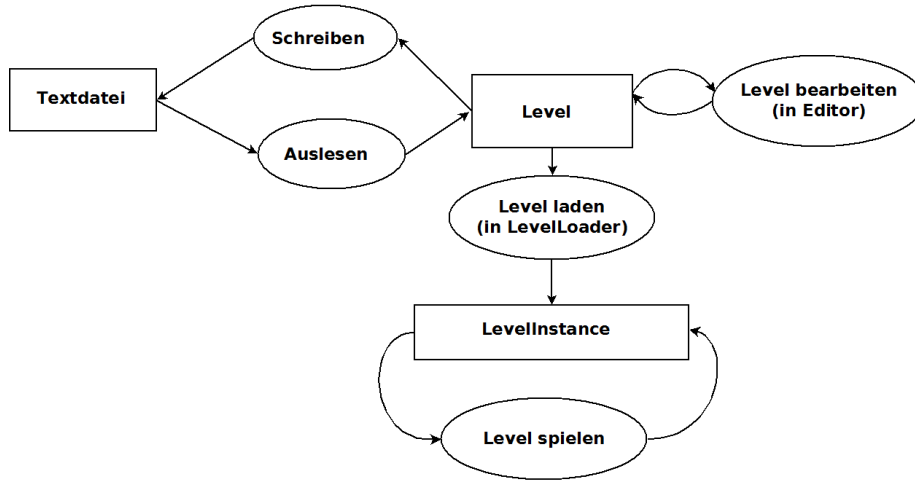 Schreiben
Textdatei
Auslesen
Level
Level bearbeiten
(in Editor)
Level laden
(in LevelLoader)
LevelInstance
Level spielen